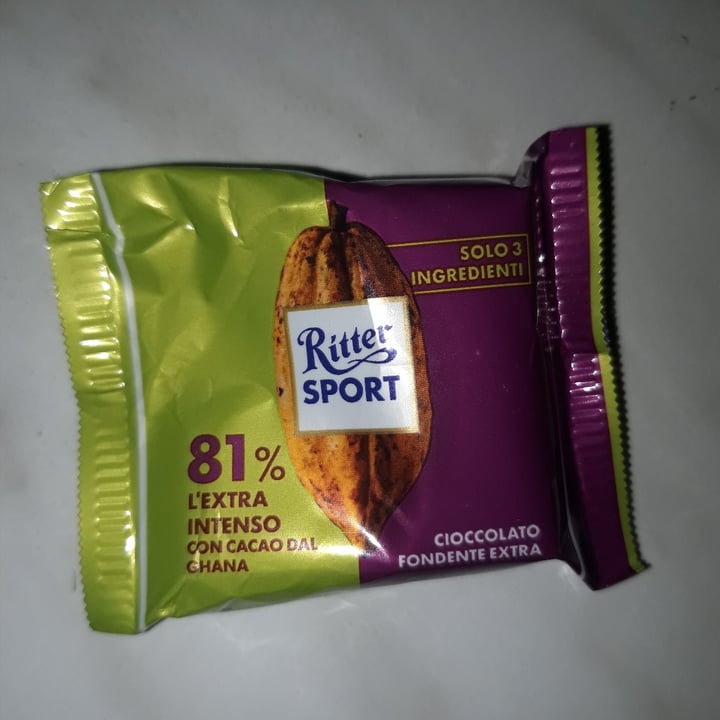 SOLO 3
INGREDIENTI
Ritter
SPORT
81%
L'EXTRA
INTENSO
CON CACAO DAL
GHANA
CIOCCOLATO
FONDENTE EXTRA